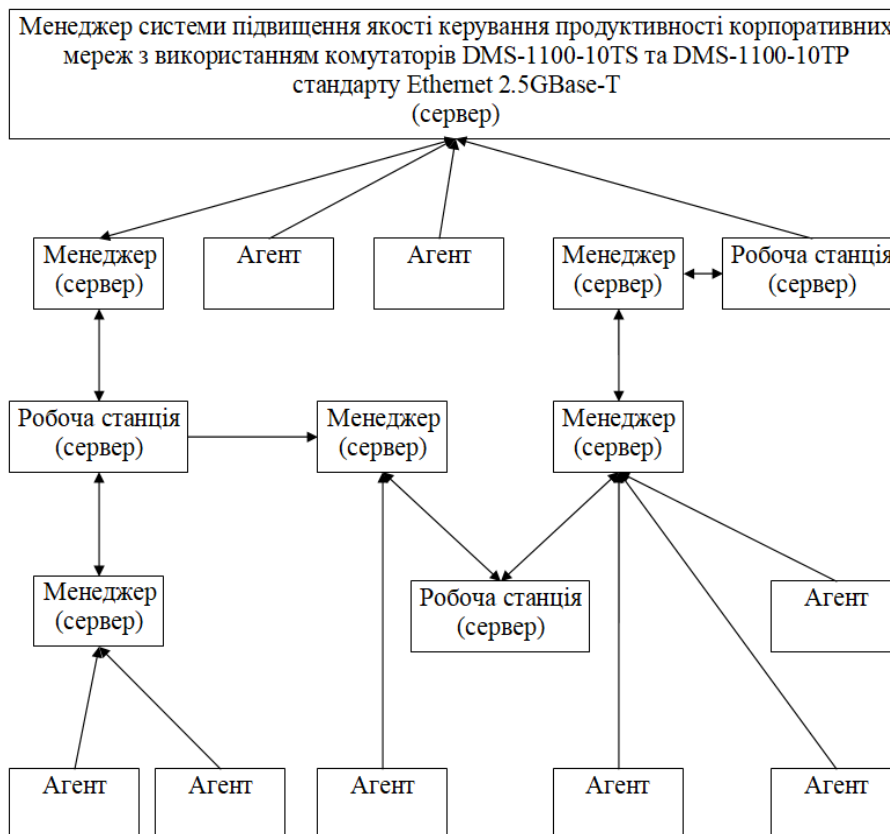 Менеджер системи підвищення якості керування продуктивності корпоративних
мереж з використанням комутаторів DMS-1100-10TS та DMS-1100-10TP
стандарту Ethernet 2.5GBase-T
(сервер)
Менеджер
(сервер)
Агент
Агент
Менеджер
(сервер)
Робоча станція
(сервер)
Робоча станція
(сервер)
Менеджер
(сервер)
Менеджер
(сервер)
Менеджер
(сервер)
Робоча станція
(сервер)
Агент
Агент
Агент
Агент
Агент
Агент